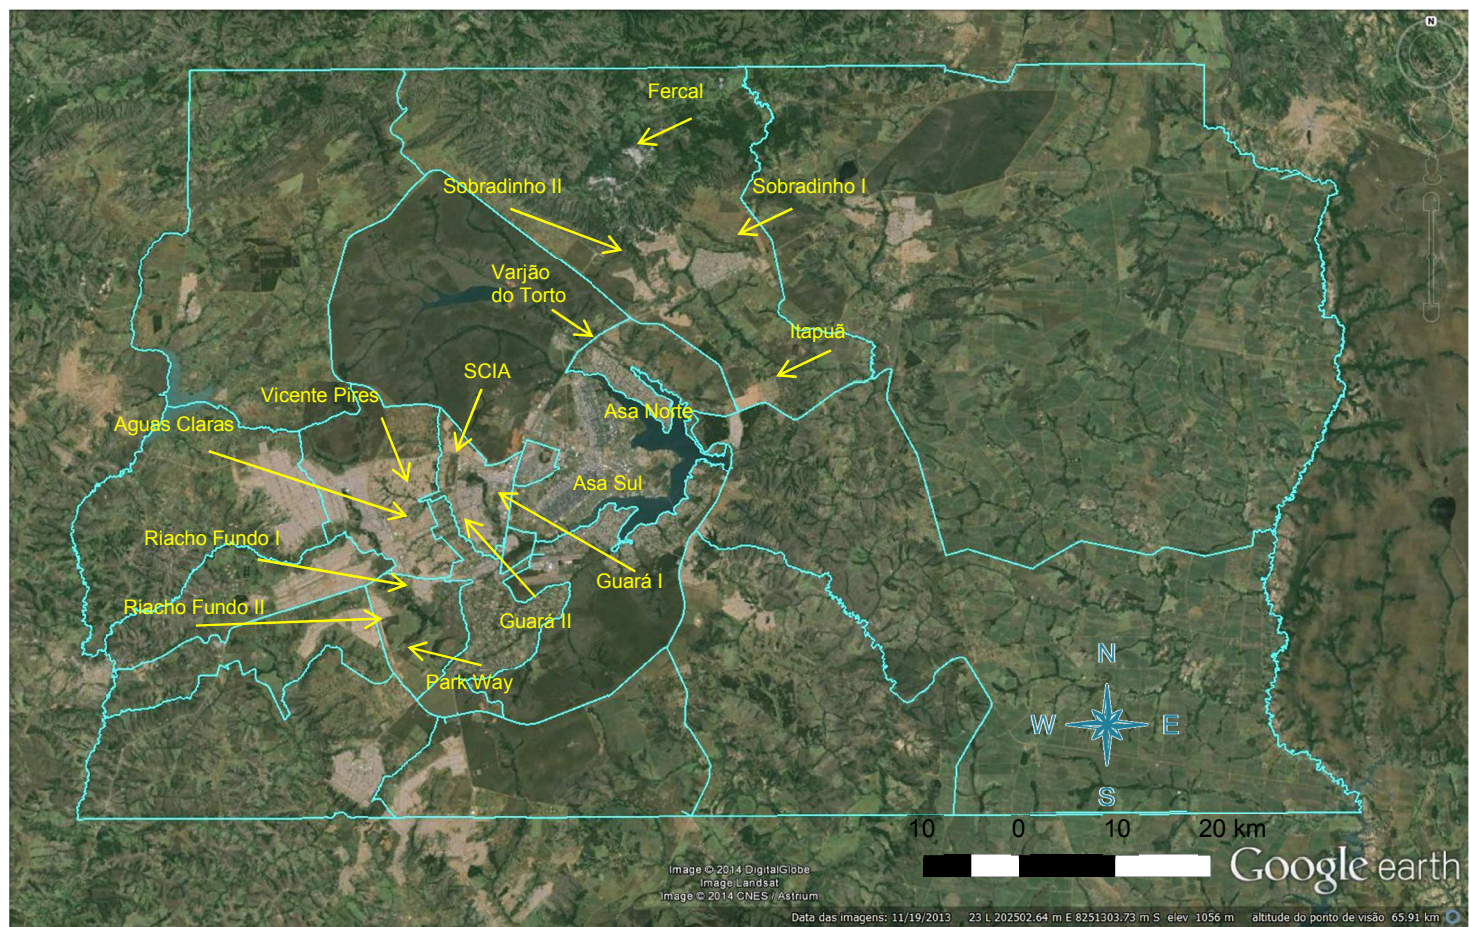 N
Fercal
Sobradinho II
Sobradinho I
Varjão
do Torto
Itapuã
SCIA
Vicente Pires
Asa Norte
Aguas Claras
Asa Sul
Riacho Fundo I
Guará I
Riacho Fundo II
Guará II
N
Park Way
W
E
S
10 0 10 20 km
Google earth
Image © 2014 DigitalGlobe
Image Landsat
Image © 2014 CNES / Astrium
Data das imagens: 11/19/2013 23 L 202502.64 m E 8251303.73 m S elev 1056 m altitude do ponto de visão 65.91 km